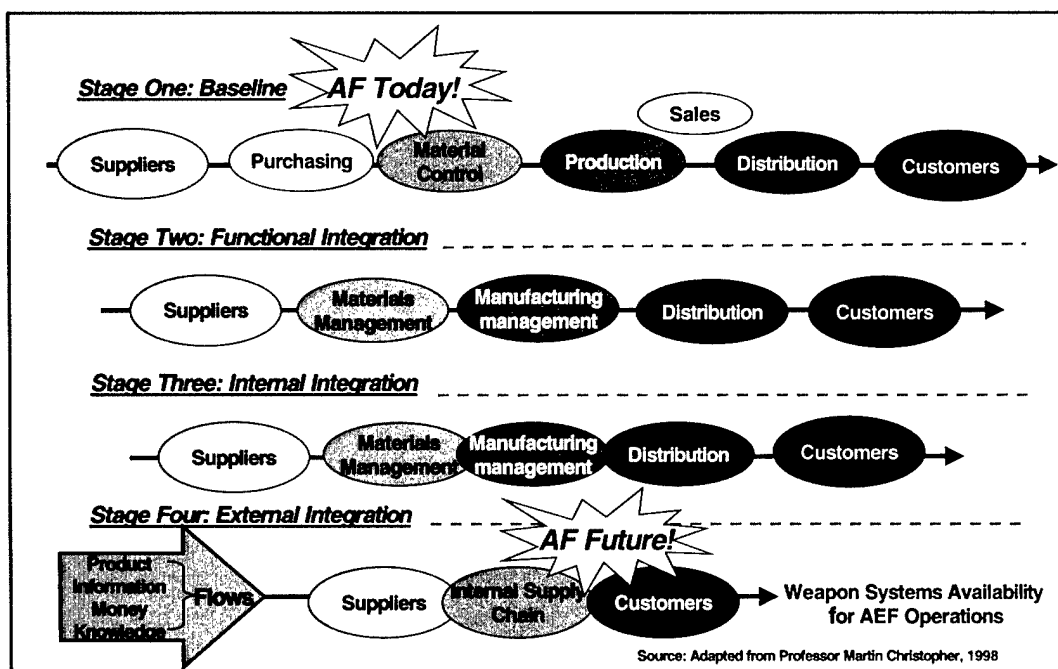 Stage One: Baseline
AF Today!
Sales
Suppliers
Purchasing
Material
Control
Production
Distribution
Customers
Stage Two: Functional Integration
Suppliers
Materials
Management
Manufacturing
management
Distribution
Customers
Stage Three: Internal Integration
Suppliers
Materials
Management
Manufacturing
management
Distribution
Customers
Stage Four: External Integration
AF Future!
Product
Information
Money
Knowledge
Flows
Suppliers
Internal Supply
Chain
Customers
Weapon Systems Availability
for AEF Operations
Source: Adapted from Professor Martin Christopher, 1998